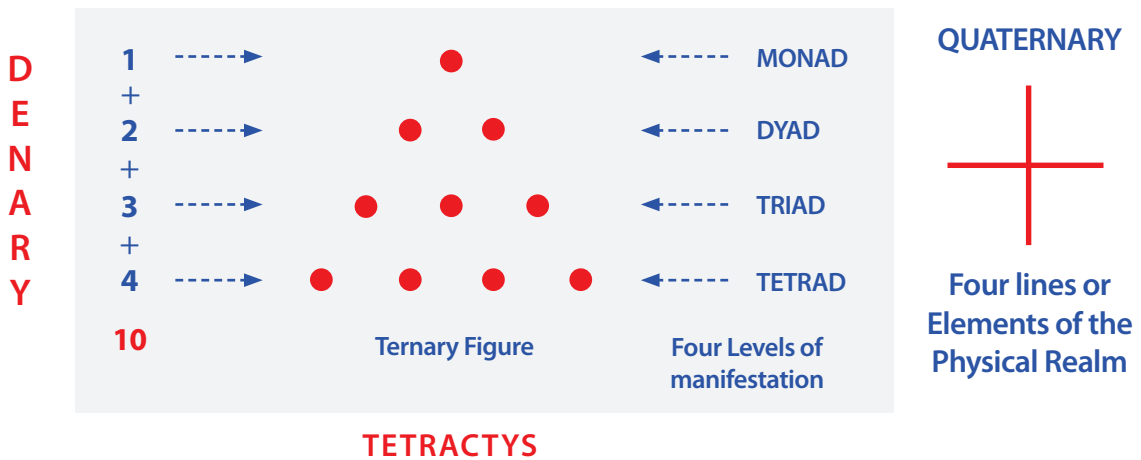 DENARY
1
+
2
+
3
+
4
10
MONAD
DYAD
TRIAD
TETRAD
Ternary Figure
Four Levels of
manifestation
TETRACTYS
QUATERNARY
Four lines or
Elements of the
Physical Realm